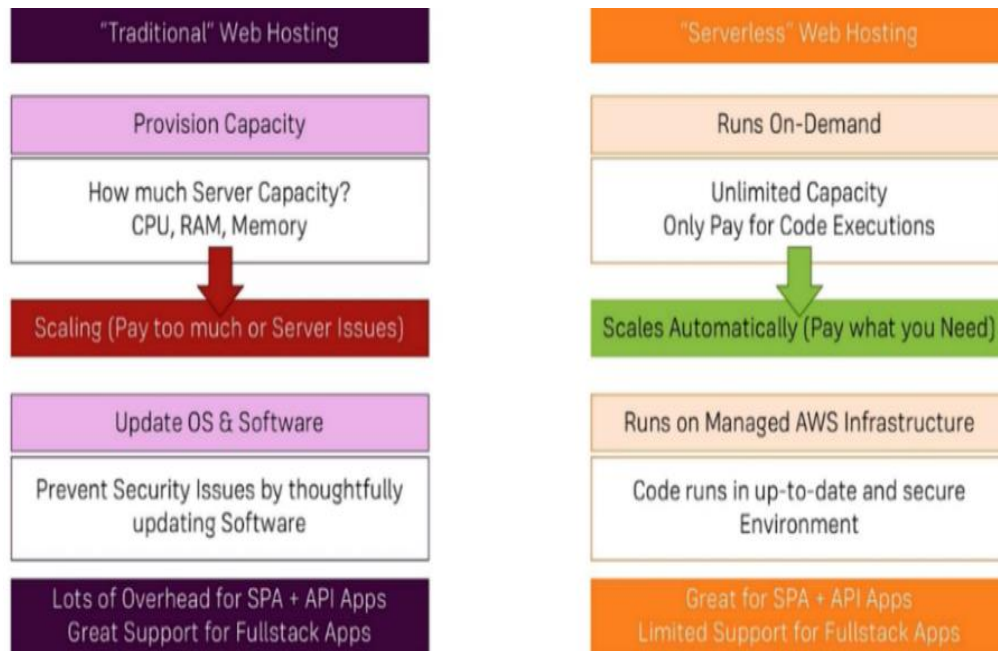 “Traditional” Web Hosting
Provision Capacity
How much Server Capacity?
CPU, RAM, Memory
Scaling (Pay too much or Server Issues)
Update OS & Software
Prevent Security Issues by thoughtfully
updating Software
Lots of Overhead for SPA + API Apps
Great Support for Fullstack Apps
“Serverless” Web Hosting
Runs On-Demand
Unlimited Capacity
Only Pay for Code Executions
Scales Automatically (Pay what you Need)
Runs on Managed AWS Infrastructure
Code runs in up-to-date and secure
Environment
Great for SPA + API Apps
Limited Support for Fullstack Apps